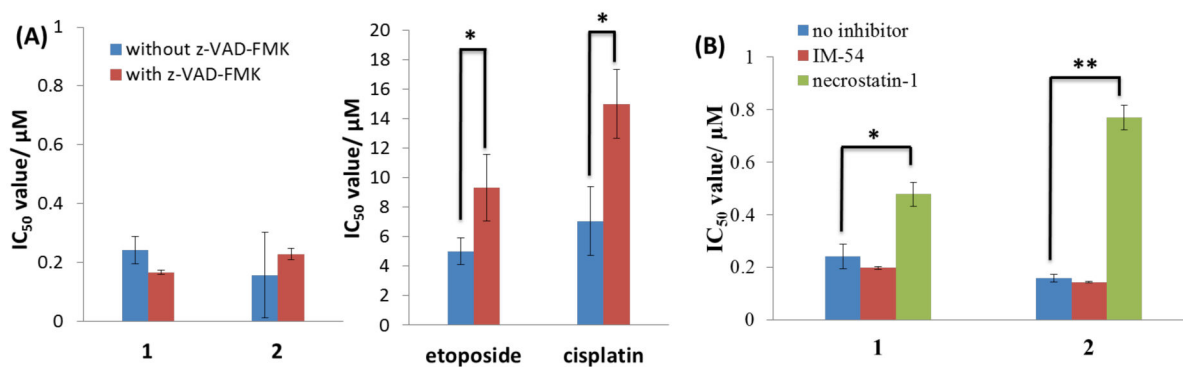 (A)
IC50 value/ μM
1
0.8
0.6
0.4
0.2
0
without z-VAD-FMK
with z-VAD-FMK
1 2
IC50 value/ μM
20
18
16
14
12
10
8
6
4
2
0
*
*
etoposide cisplatin
(B)
no inhibitor
IM-54
necrostatin-1
IC50 value/ μM
1
0.8
0.6
0.4
0.2
0
*
**
1 2